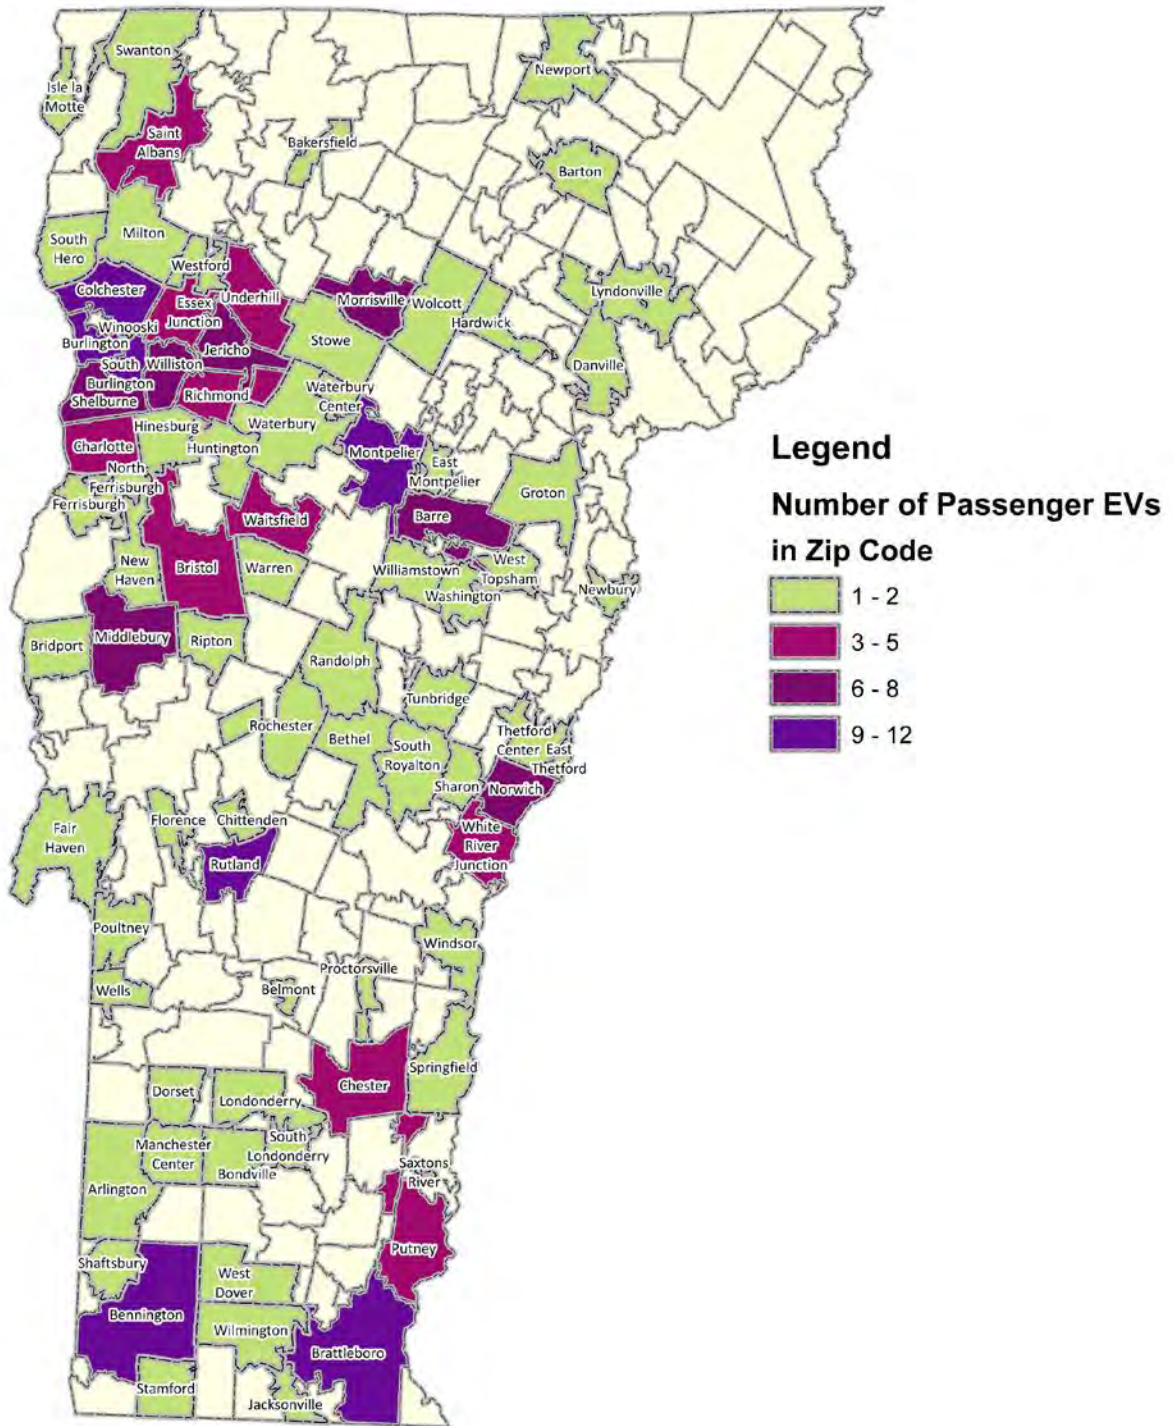 Swanton
Isle la
Motte
Saint
Albans
Newport
Bakersfield
Barton
South
Hero
Milton
Westford
Colchester
Essex
Junction
Underhill
Morrisville
Wolcott
Hardwick
Lyndonville
Winooski
Burlington
Jericho
Stowe
South
Burlington
Williston
Danville
Shelburne
Richmond
Waterbury
Center
Hinesburg
Waterbury
Charlotte
Huntington
Montpelier
East
Montpelier
North
Ferrisburgh
Ferrisburgh
Groton
Waitsfield
Barre
New
Haven
Bristol
Warren
Williamstown
West
Topsham
Washington
Newbury
Bridport
Middlebury
Ripton
Randolph
Tunbridge
Rochester
Bethel
South
Royalton
Thetford
Center
East
Thetford
Sharon
Norwich
Fair
Haven
Florence
Chittenden
White
River
Junction
Rutland
Poultney
Windsor
Proctorsville
Wells
Belmont
Springfield
Chester
Dorset
Londonderry
Manchester
Center
South
Londonderry
Bondville
Saxtons
River
Arlington
Putney
Shaftsbury
West
Dover
Bennington
Wilmington
Brattleboro
Stamford
Jacksonville
Legend
Number of Passenger EVs
in Zip Code
1 - 2
3 - 5
6 - 8
9 - 12